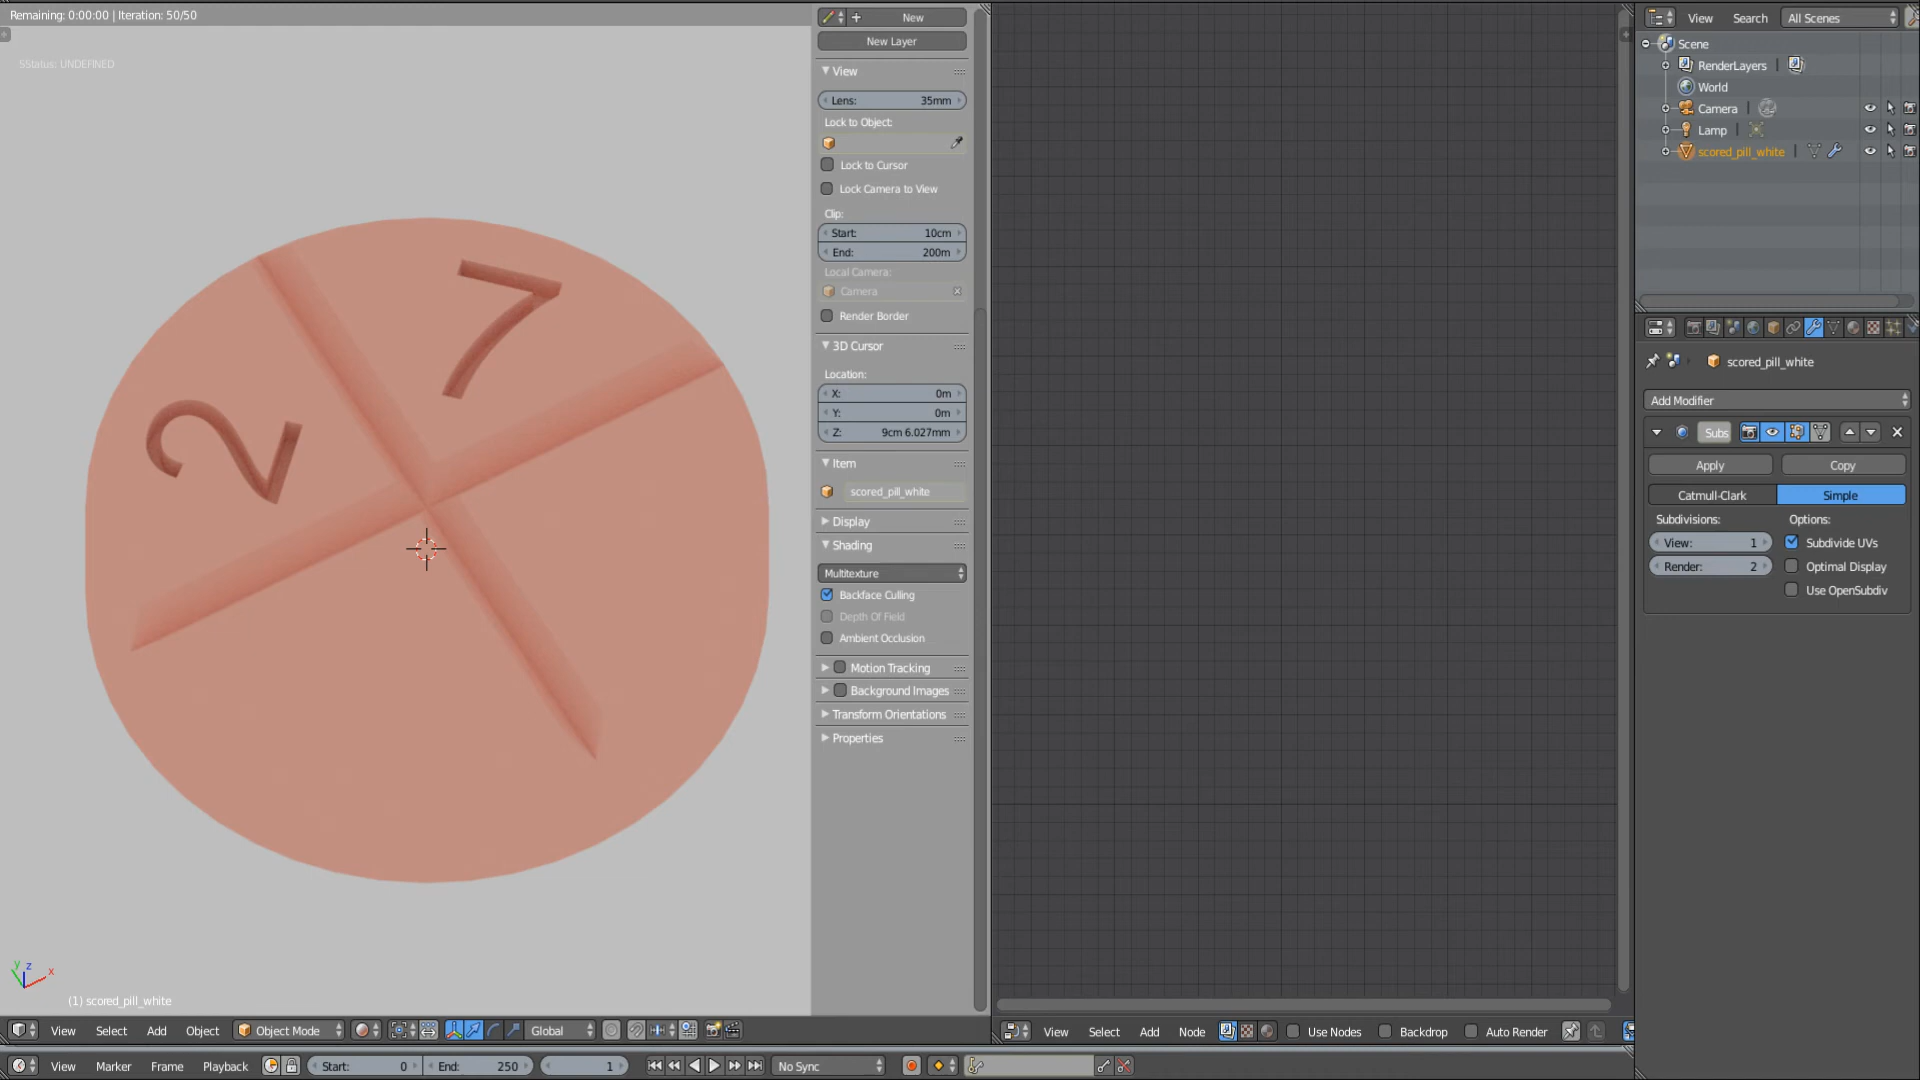 Remaining: 0:00:00 | Iteration: 50/50
SStatus: UNDEFINED
2 7
(1) scored_pill_white
New
New Layer
View
Lens: 35mm
Lock to Object:
Lock to Cursor
Lock Camera to View
Clip:
Start: 10cm
End: 200m
Local Camera:
Camera
Render Border
3D Cursor
Location:
X: 0m
Y: 0m
Z: 9cm 6.027mm
Item
scored_pill_white
Display
Shading
Multitexture
Backface Culling
Depth Of Field
Ambient Occlusion
Motion Tracking
Background Images
Transform Orientations
Properties
View Search All Scenes
Scene
RenderLayers
World
Camera
Lamp
scored_pill_white
scored_pill_white
Add Modifier
Subs
Apply Copy
Catmull-Clark Simple
Subdivisions: Options:
View: 1 Subdivide UVs
Render: 2 Optimal Display
Use OpenSubdiv
z y x
View Select Add Object Object Mode Global
View Select Add Node Use Nodes Backdrop Auto Render
View Marker Frame Playback Start: 0 End: 250 1 No Sync